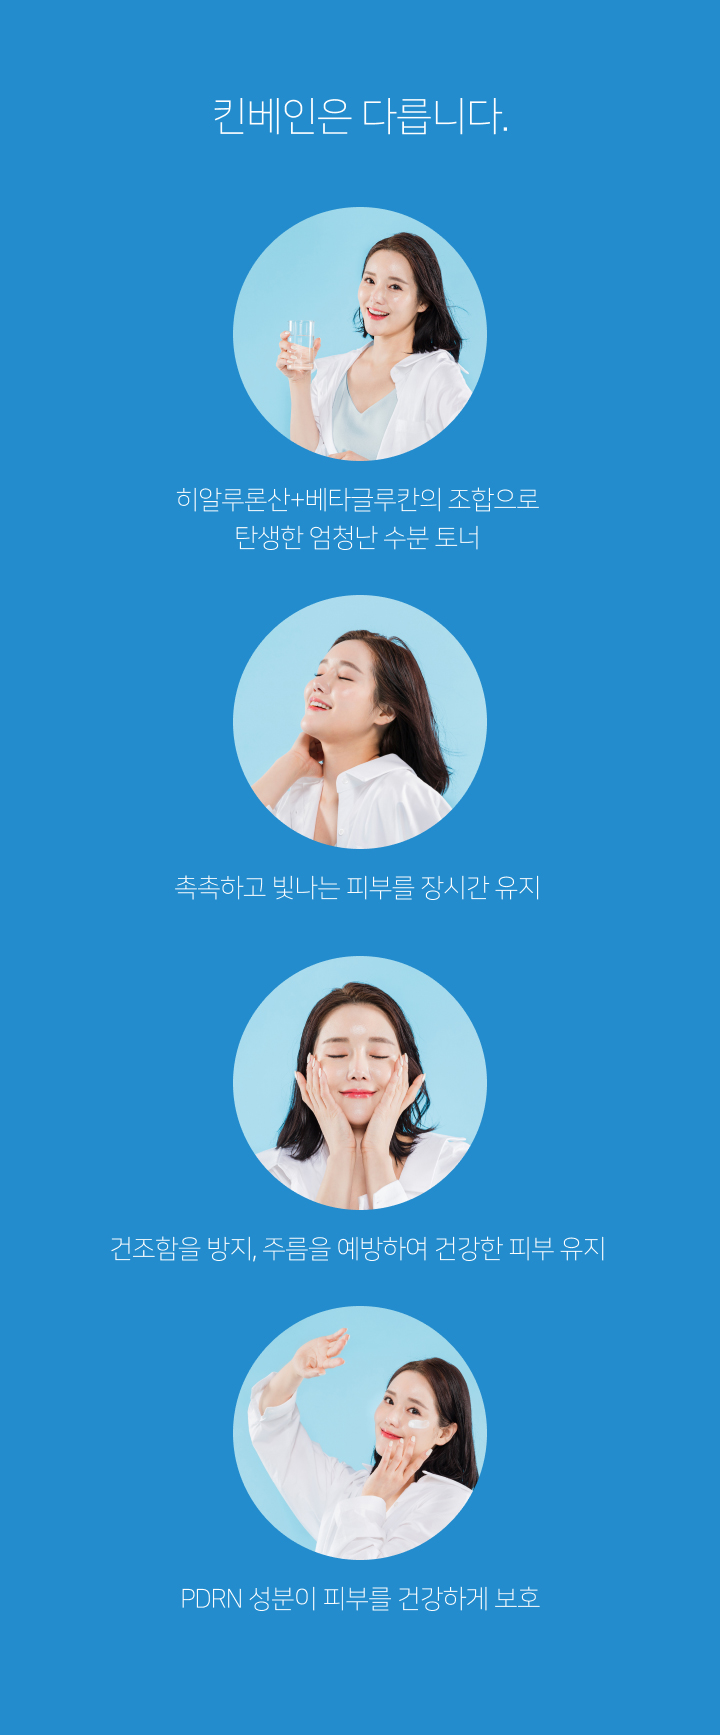 킨베인은 다릅니다.
히알루론산+베타글루칸의 조합으로
탄생한 엄청난 수분 토너
촉촉하고 빛나는 피부를 장시간 유지
건조함을 방지, 주름을 예방하여 건강한 피부 유지
PDRN 성분이 피부를 건강하게 보호